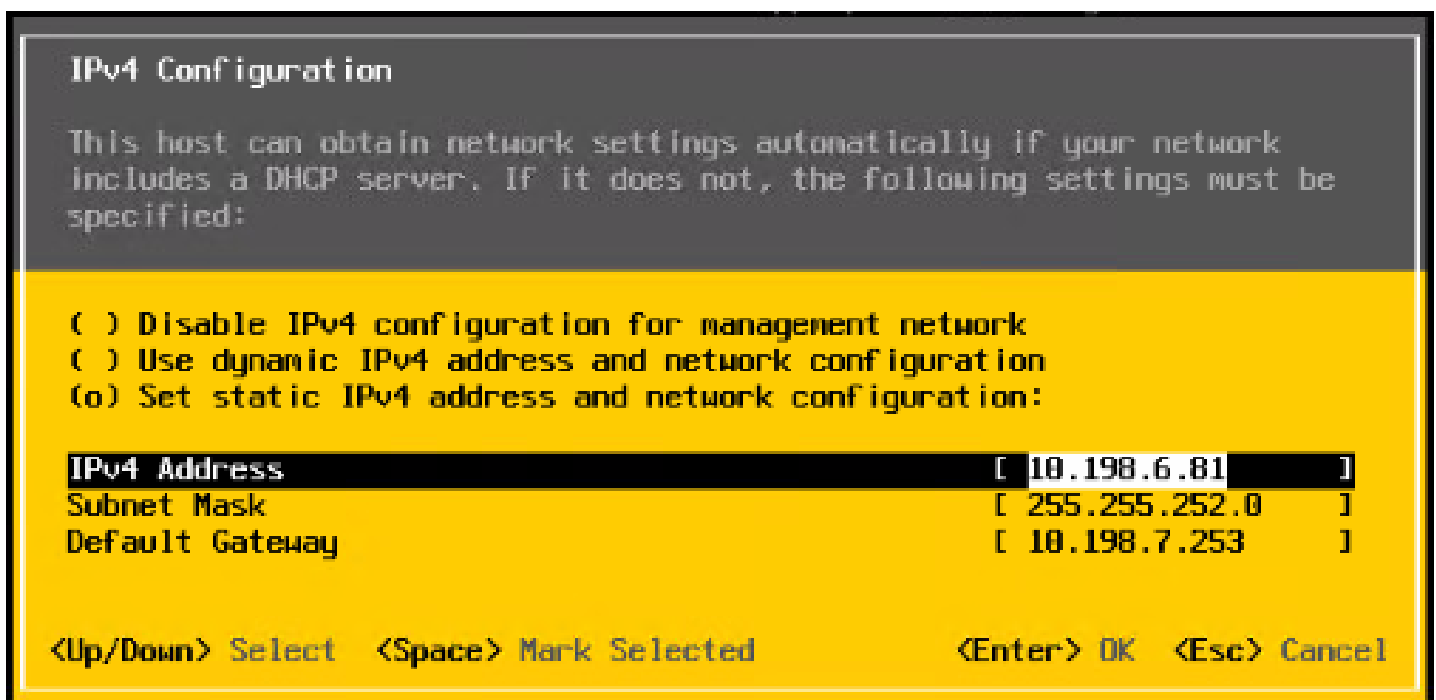 IPv4 Configuration
This host can obtain network settings automatically if your network
includes a DHCP server. If it does not, the following settings must be
specified:
( ) Disable IPv4 configuration for management network
( ) Use dynamic IPv4 address and network configuration
(o) Set static IPv4 address and network configuration:
IPv4 Address [ 10.198.6.81 ]
Subnet Mask [ 255.255.252.0 ]
Default Gateway [ 10.198.7.253 ]
<Up/Down> Select <Space> Mark Selected <Enter> OK <Esc> Cancel